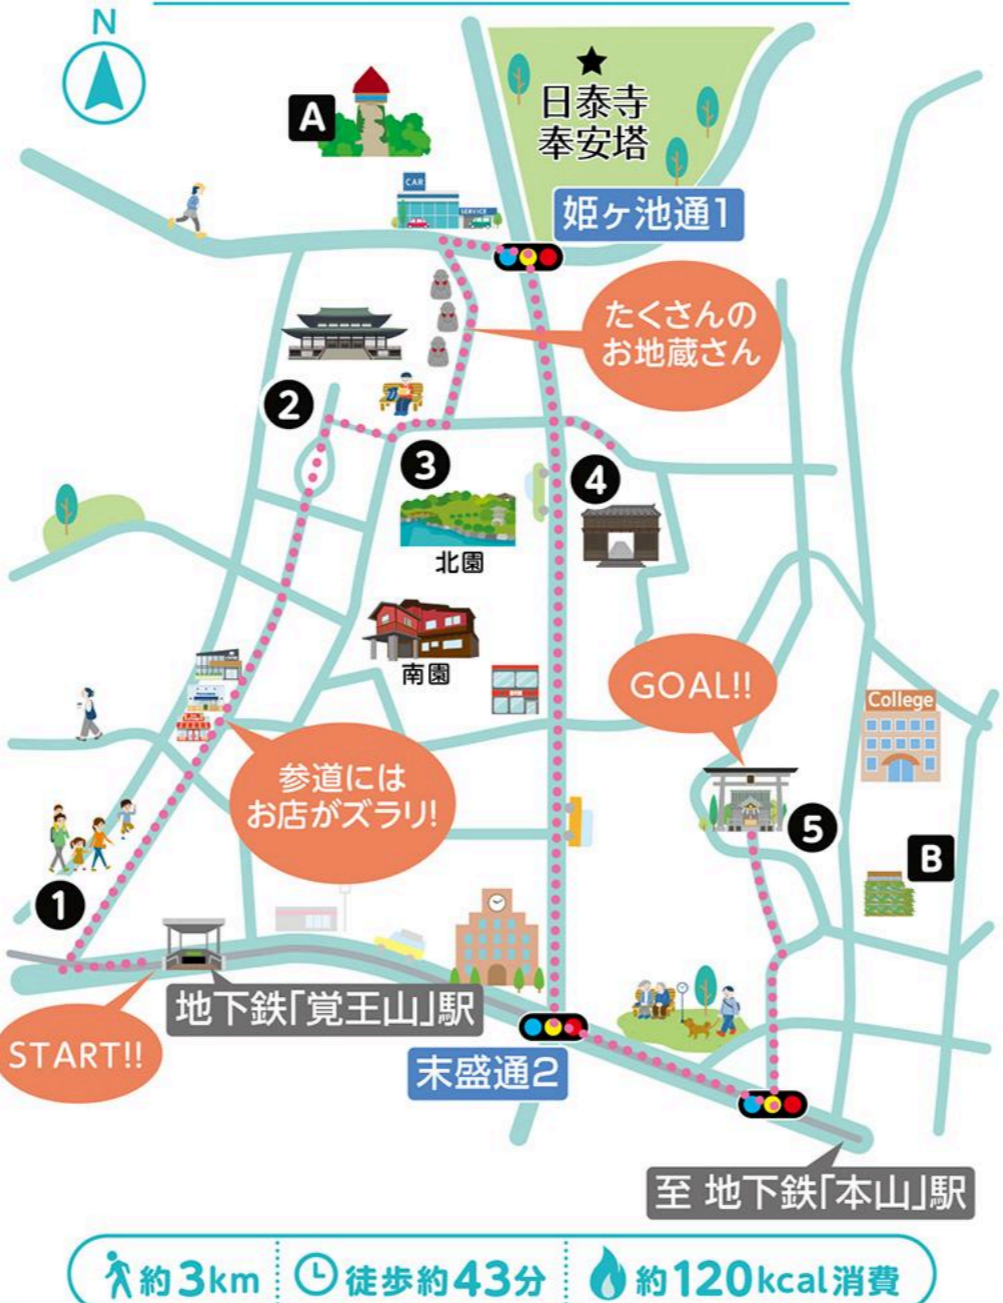 N
A
★
日泰寺
奉安塔
CAR
SERVICE
姫ヶ池通1
たくさんの
お地蔵さん
2
3
4
北園
南園
GOAL!!
College
参道には
お店がズラリ!
5
B
1
地下鉄「覚王山」駅
START!!
末盛通2
至 地下鉄「本山」駅
約3km
徒歩約43分
約120kcal消費